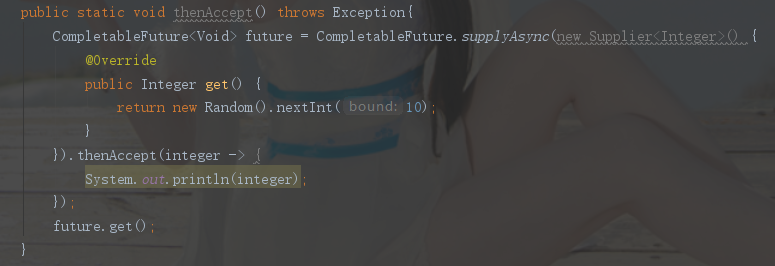 public static void thenAccept() throws Exception{
CompletableFuture<Void> future = CompletableFuture.supplyAsync(new Supplier<Integer>() {
@Override
public Integer get() {
return new Random().nextInt( bound: 10);
}
}).thenAccept(integer -> {
System.out.println(integer);
});
future.get();
}